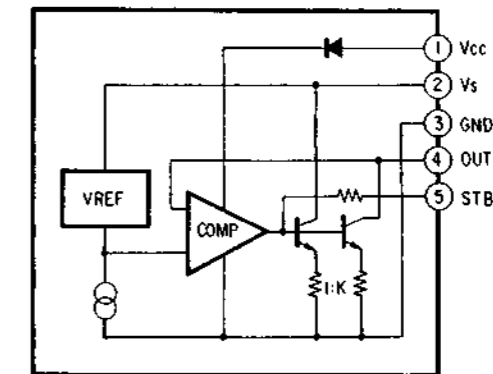 1 Vcc
2 Vs
3 GND
4 OUT
5 STB
VREF
COMP
1:K